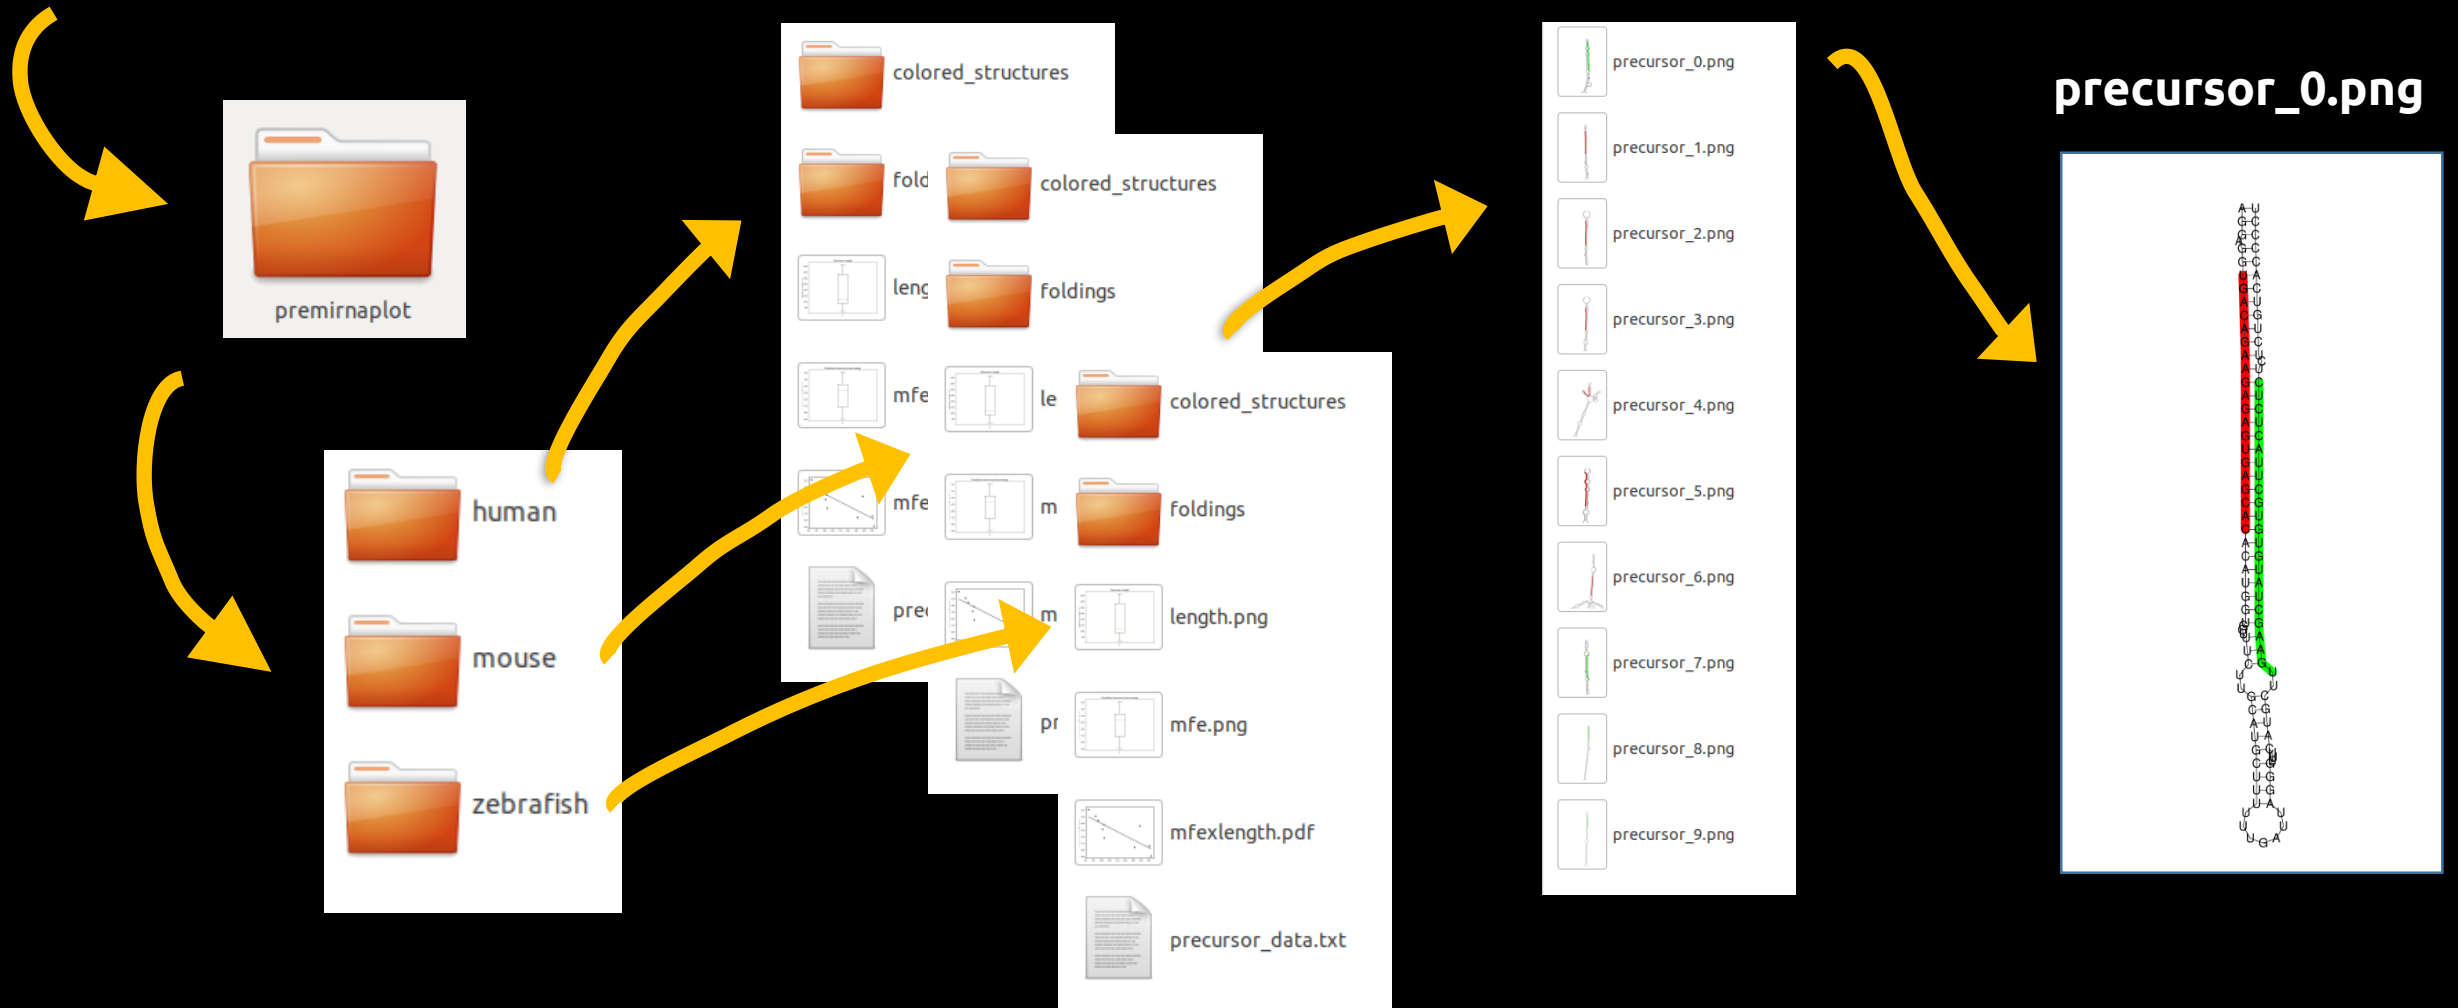 premirnaplot
human
mouse
zebrafish
colored_structures
fold
leng
mfe
mfe
pre
colored_structures
foldings
le
m
m
pr
colored_structures
foldings
length.png
mfe.png
mfexlength.pdf
precursor_data.txt
precursor_0.png
precursor_1.png
precursor_2.png
precursor_3.png
precursor_4.png
precursor_5.png
precursor_6.png
precursor_7.png
precursor_8.png
precursor_9.png
precursor_0.png